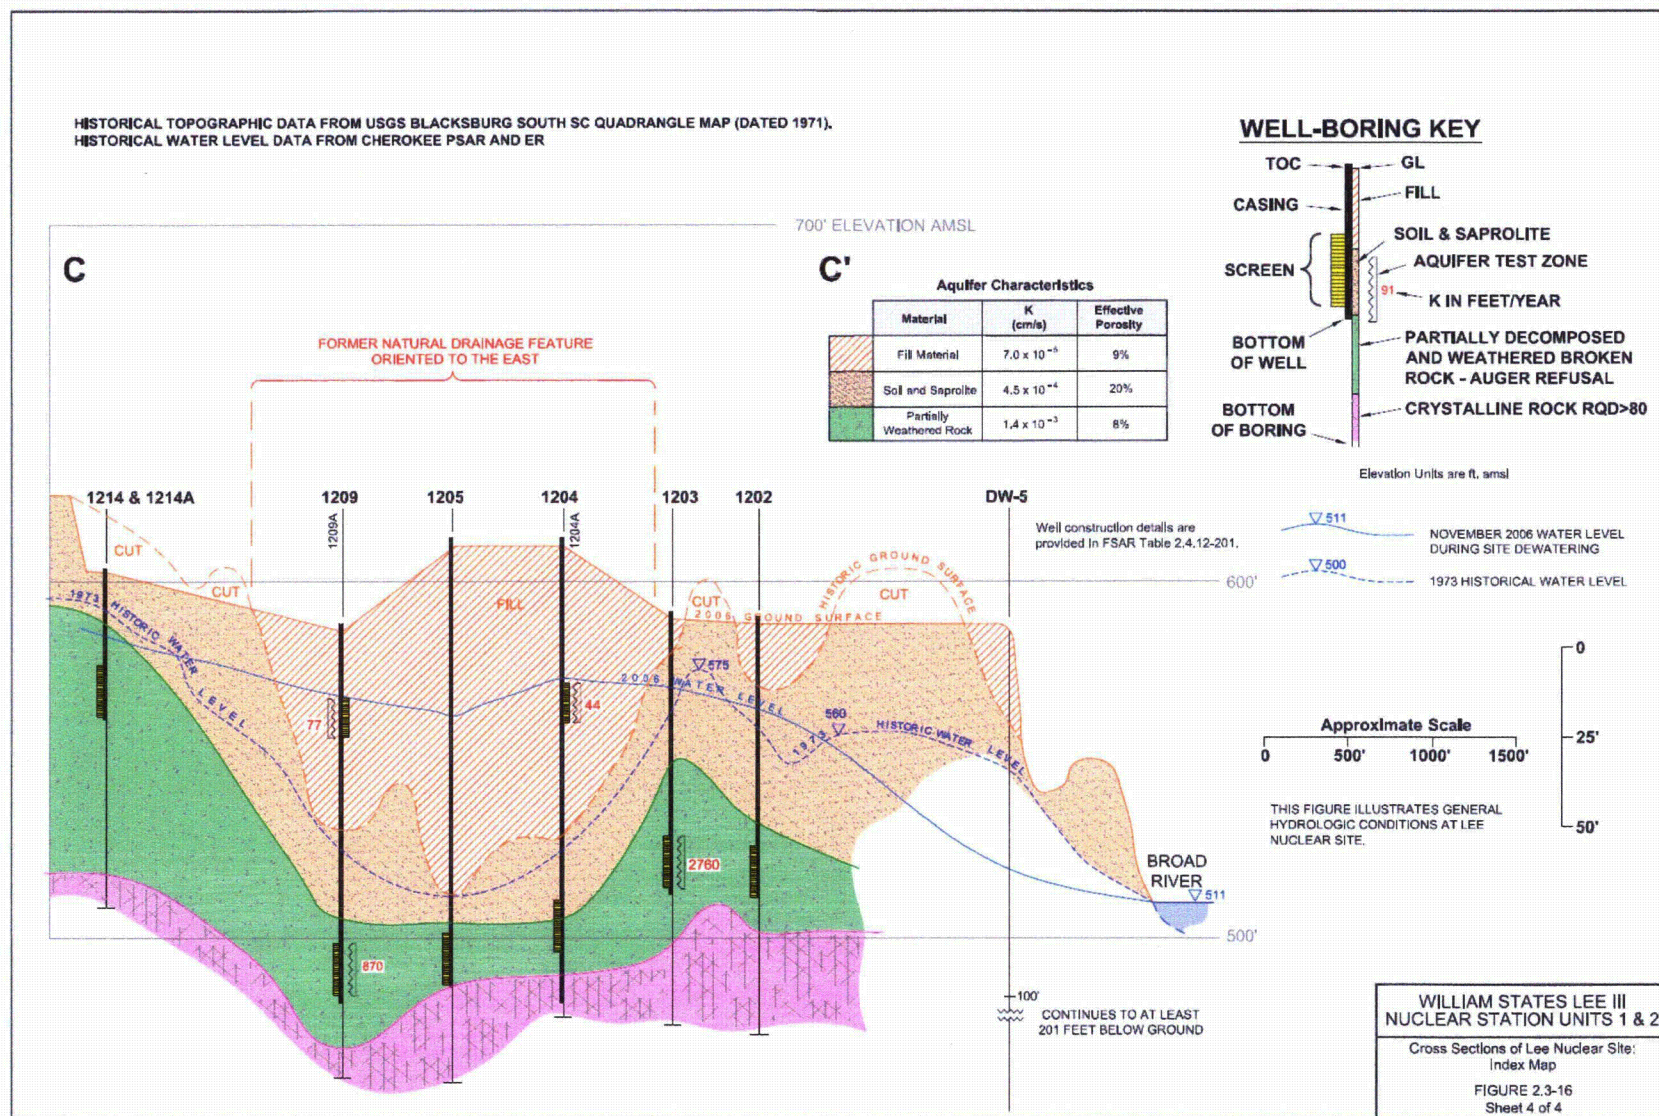 HISTORICAL TOPOGRAPHIC DATA FROM USGS BLACKSBURG SOUTH SC QUADRANGLE MAP (DATED 1971).
HISTORICAL WATER LEVEL DATA FROM CHEROKEE PSAR AND ER
WELL-BORING KEY
TOC
GL
FILL
CASING
SOIL & SAPROLITE
SCREEN
AQUIFER TEST ZONE
91
K IN FEET/YEAR
BOTTOM
OF WELL
PARTIALLY DECOMPOSED
AND WEATHERED BROKEN
ROCK - AUGER REFUSAL
BOTTOM
OF BORING
CRYSTALLINE ROCK RQD>80
Elevation Units are ft, amsl
700' ELEVATION AMSL
C
C'
Aquifer Characteristics
Material K (cm/s) Effective Porosity
Fill Material 9%
Soil and Saprolite 4.5 x 10⁻⁴ 20%
Partially Weathered Rock 1.4 x 10⁻³ 8%
FORMER NATURAL DRAINAGE FEATURE
ORIENTED TO THE EAST
1214 & 1214A
1209
1205
1204
1203
1202
DW-5
1209A
1204A
Well construction details are
provided in FSAR Table 2.4.12-201.
511
NOVEMBER 2006 WATER LEVEL
DURING SITE DEWATERING
500
1973 HISTORICAL WATER LEVEL
CUT
CUT
FILL
CUT
CUT
HISTORIC GROUND SURFACE
2006 GROUND SURFACE
600'
1973 HISTORIC WATER LEVEL
2006 WATER LEVEL
575
560
1973 HISTORIC WATER LEVEL
77
44
2760
870
Approximate Scale
0 500' 1000' 1500'
0
25'
50'
THIS FIGURE ILLUSTRATES GENERAL
HYDROLOGIC CONDITIONS AT LEE
NUCLEAR SITE.
BROAD
RIVER
511
500'
100'
CONTINUES TO AT LEAST
201 FEET BELOW GROUND
WILLIAM STATES LEE III
NUCLEAR STATION UNITS 1 & 2
Cross Sections of Lee Nuclear Site:
Index Map
FIGURE 2.3-16
Sheet 4 of 4